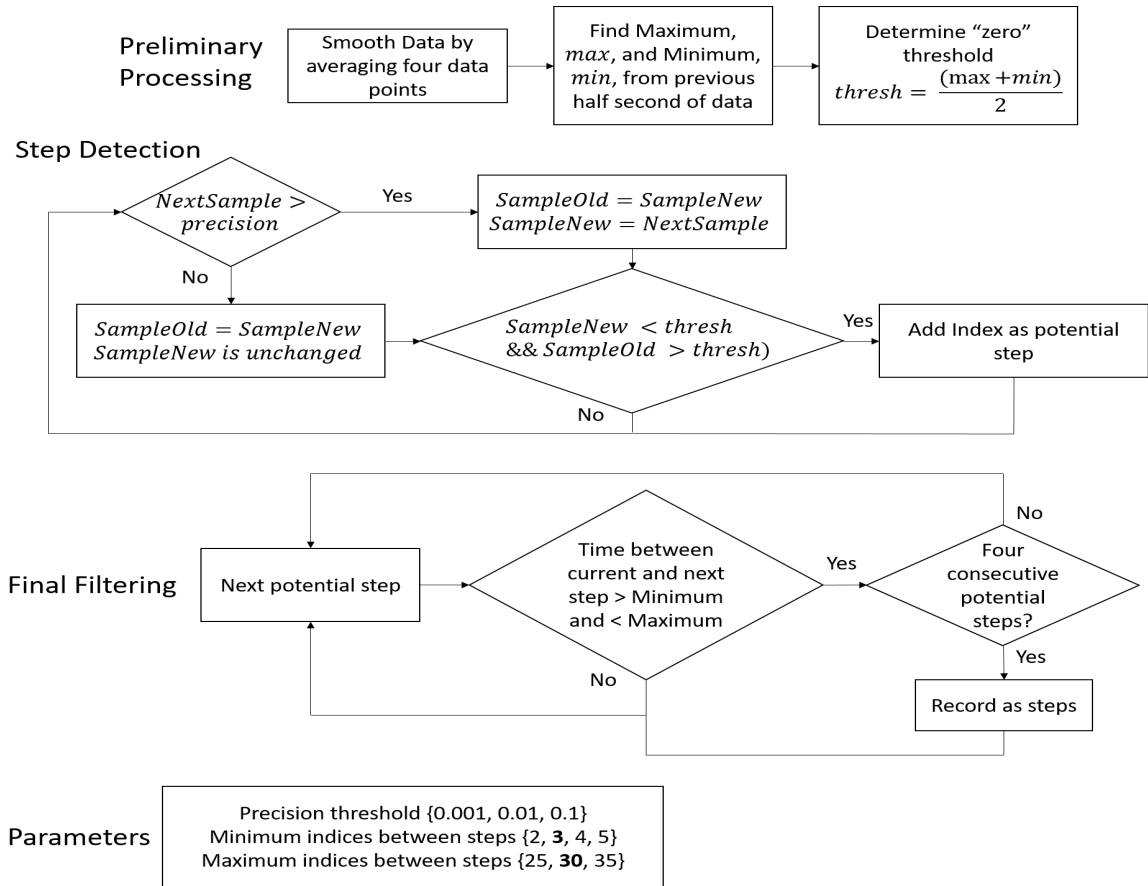 Preliminary
Processing
Smooth Data by
averaging four data
points
Find Maximum,
max, and Minimum,
min, from previous
half second of data
Determine “zero”
threshold
thresh = (max +min)
2
Step Detection
NextSample >
precision
Yes
No
SampleOld = SampleNew
SampleNew = NextSample
SampleOld = SampleNew
SampleNew is unchanged
SampleNew < thresh
&& SampleOld > thresh)
Yes
No
Add Index as potential
step
Final Filtering
Next potential step
Time between
current and next
step > Minimum
and < Maximum
Yes
No
Four
consecutive
potential
steps?
No
Yes
Record as steps
Parameters
Precision threshold {0.001, 0.01, 0.1}
Minimum indices between steps {2, 3, 4, 5}
Maximum indices between steps {25, 30, 35}